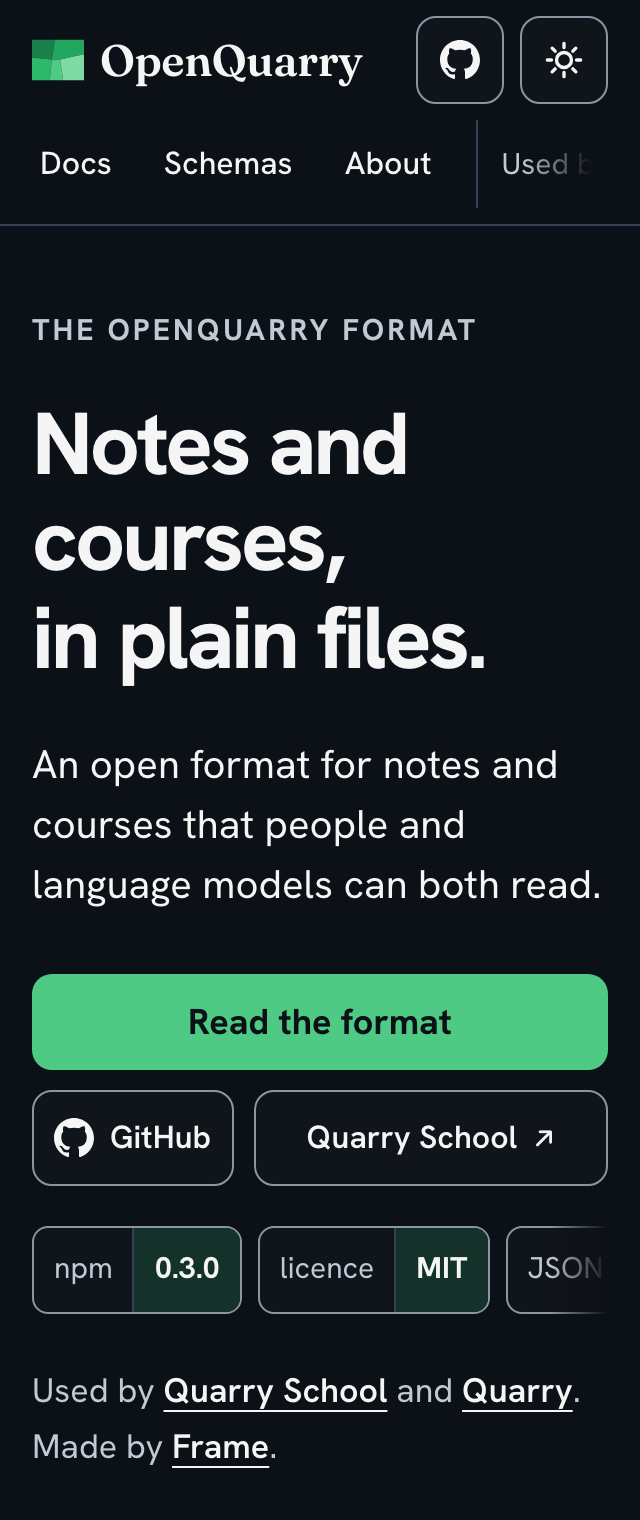 OpenQuarry
Docs Schemas About Used
THE OPENQUARRY FORMAT
Notes and
courses,
in plain files.
An open format for notes and
courses that people and
language models can both read.
Read the format
GitHub Quarry School ↗
npm 0.3.0 licence MIT JSON
Used by Quarry School and Quarry.
Made by Frame.